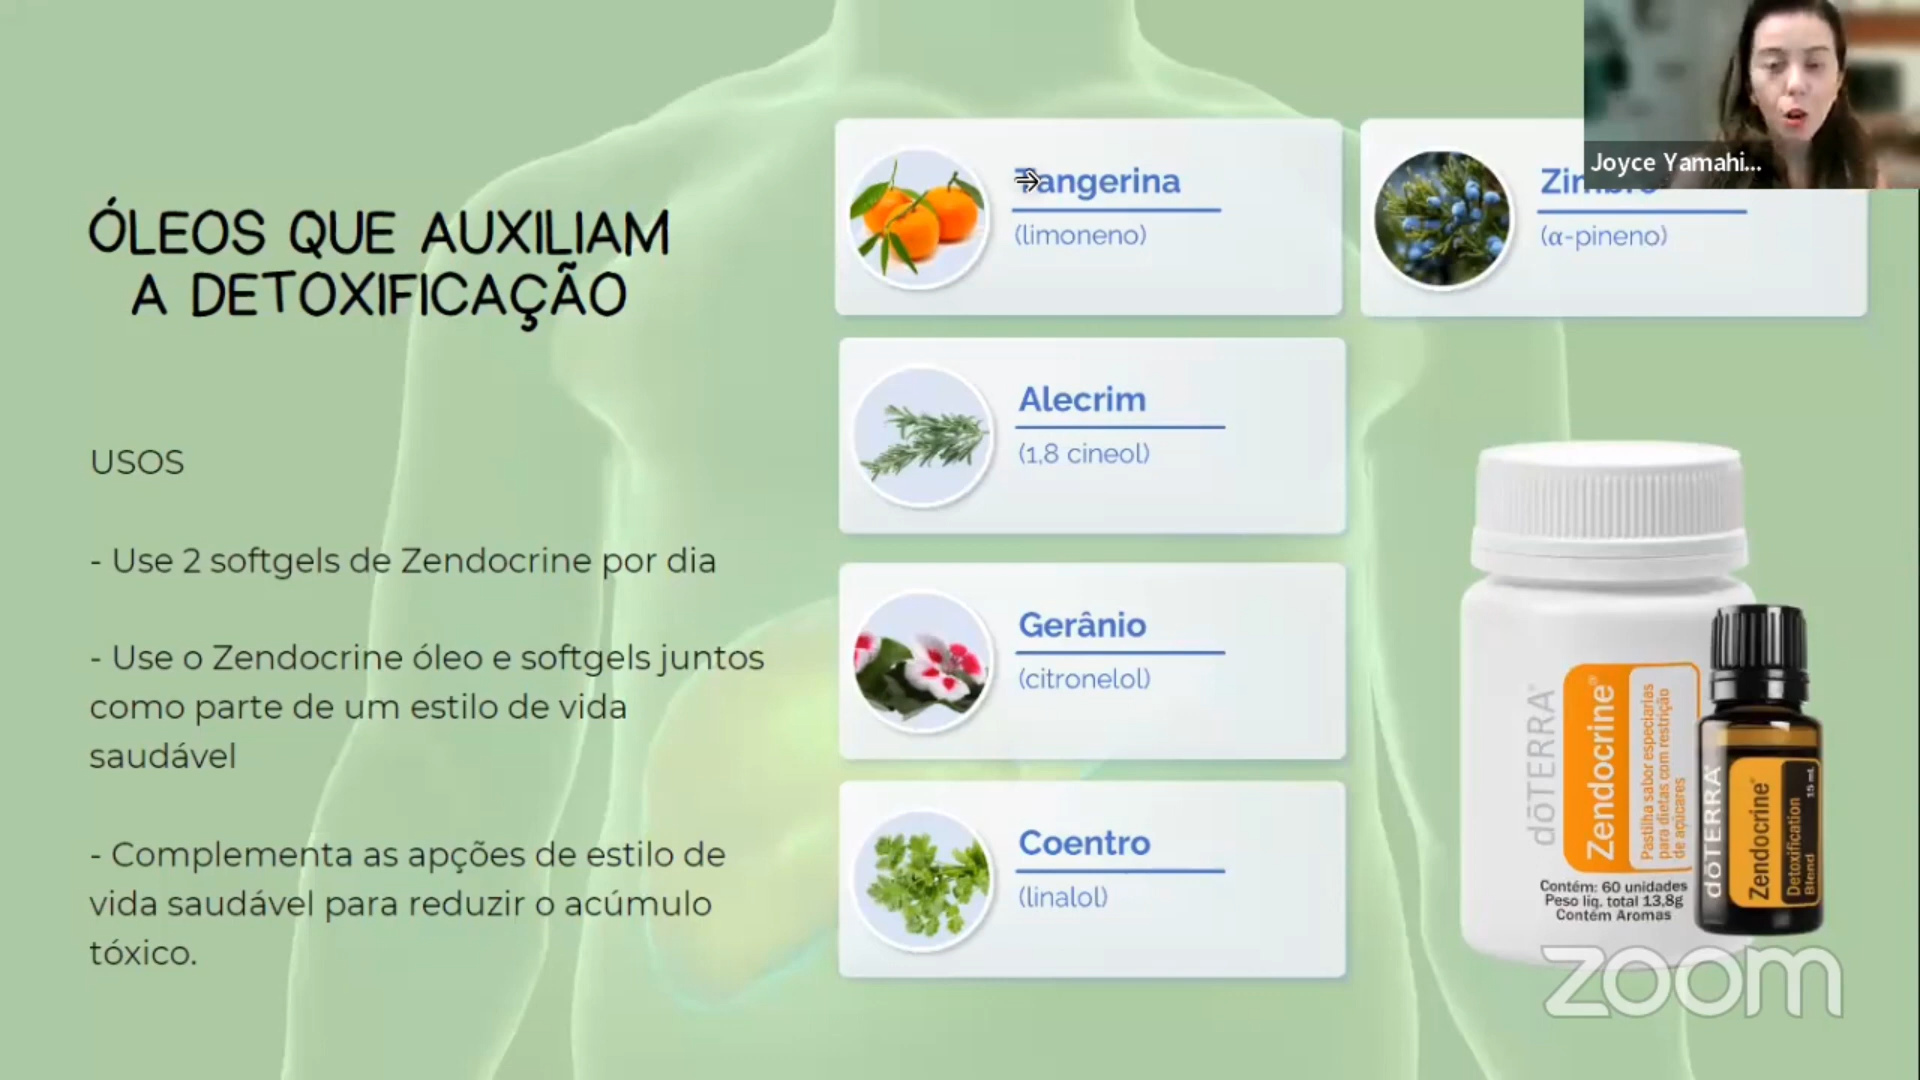 ÓLEOS QUE AUXILIAM
A DETOXIFICAÇÃO
USOS
- Use 2 softgels de Zendocrine por dia
- Use o Zendocrine óleo e softgels juntos
como parte de um estilo de vida
saudável
- Complementa as apções de estilo de
vida saudável para reduzir o acúmulo
tóxico.
Tangerina
(limoneno)
Zimbro
(α-pineno)
Joyce Yamahi...
Alecrim
(1,8 cineol)
Gerânio
(citronelol)
Coentro
(linalol)
dōTERRA®
Zendocrine®
Pastilha sabor especiarias
para dietas com restrição
de açúcares
Contém: 60 unidades
Peso líq. total 13,8g
Contém Aromas
dōTERRA®
Zendocrine®
Detoxification
Blend
15 mL
zoom